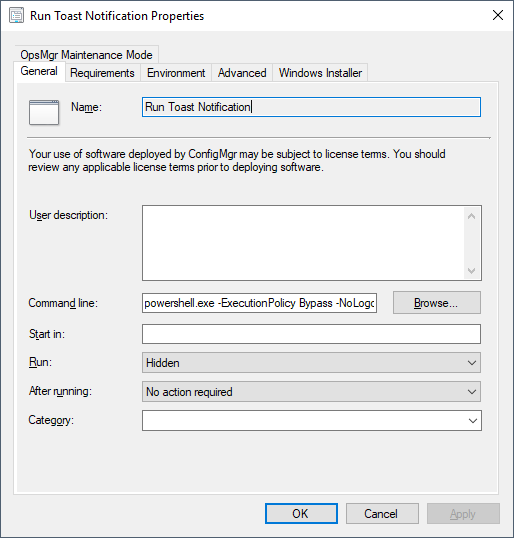 Run Toast Notification Properties
OpsMgr Maintenance Mode
General Requirements Environment Advanced Windows Installer
Name: Run Toast Notification
Your use of software deployed by ConfigMgr may be subject to license terms. You should
review any applicable license terms prior to deploying software.
User description:
Command line: powershell.exe -ExecutionPolicy Bypass -NoLogo Browse...
Start in:
Run: Hidden
After running: No action required
Category:
OK Cancel Apply